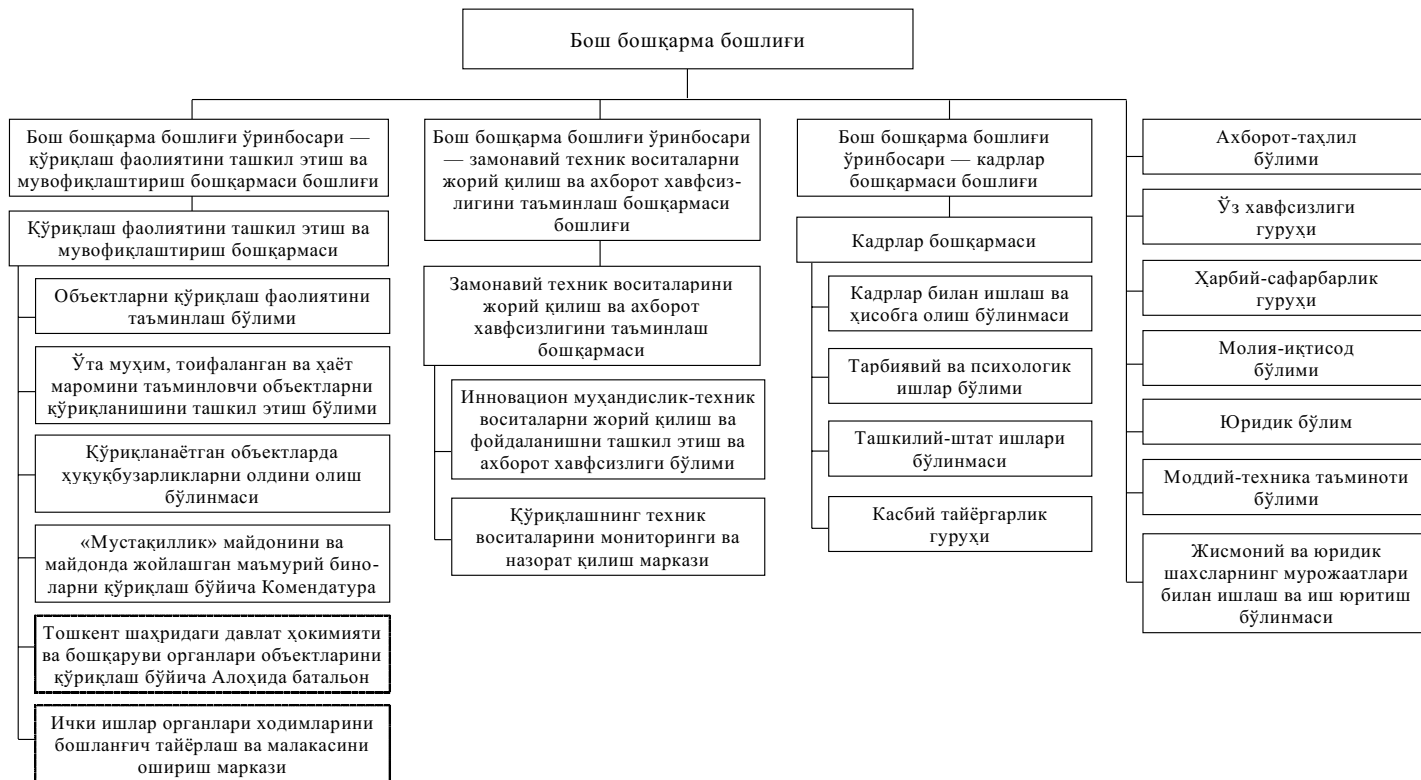 Бош бошқарма бошлиғи
Бош бошқарма бошлиғи ўринбосари —
қўриқлаш фаолиятини ташкил этиш ва
мувофиқлаштириш бошқармаси бошлиғи
Қўриқлаш фаолиятини ташкил этиш ва
мувофиқлаштириш бошқармаси
Объектларни қўриқлаш фаолиятини
таъминлаш бўлими
Ўта муҳим, тоифаланган ва ҳаёт
маромини таъминловчи объектларни
қўриқланишини ташкил этиш бўлими
Қўриқланаётган объектларда
ҳуқуқбузарликларни олдини олиш
бўлинмаси
«Мустақиллик» майдонини ва
майдонда жойлашган маъмурий бино-
ларни қўриқлаш бўйича Комендатура
Тошкент шаҳридаги давлат ҳокимияти
ва бошқаруви органлари объектларини
қўриқлаш бўйича Алоҳида батальон
Ички ишлар органлари ходимларини
бошланғич тайёрлаш ва малакасини
ошириш маркази
Бош бошқарма бошлиғи ўринбосари
— замонавий техник воситаларни
жорий қилиш ва ахборот хавфсиз-
лигини таъминлаш бошқармаси
бошлиғи
Замонавий техник воситаларини
жорий қилиш ва ахборот
хавфсизлигини таъминлаш
бошқармаси
Инновацион муҳандислик-техник
воситаларни жорий қилиш ва
фойдаланишни ташкил этиш ва
ахборот хавфсизлиги бўлими
Қўриқлашнинг техник
воситаларини мониторинги ва
назорат қилиш маркази
Бош бошқарма бошлиғи
ўринбосари — кадрлар
бошқармаси бошлиғи
Кадрлар бошқармаси
Кадрлар билан ишлаш ва
ҳисобга олиш бўлинмаси
Тарбиявий ва психологик
ишлар бўлими
Ташкилий-штат ишлари
бўлинмаси
Касбий тайёргарлик
гуруҳи
Ахборот-таҳлил
бўлими
Ўз хавфсизлиги
гуруҳи
Ҳарбий-сафарбарлик
гуруҳи
Молия-иқтисод
бўлими
Юридик бўлим
Моддий-техника таъминоти
бўлими
Жисмоний ва юридик
шахсларнинг мурожаатлари
билан ишлаш ва иш юритиш
бўлинмаси